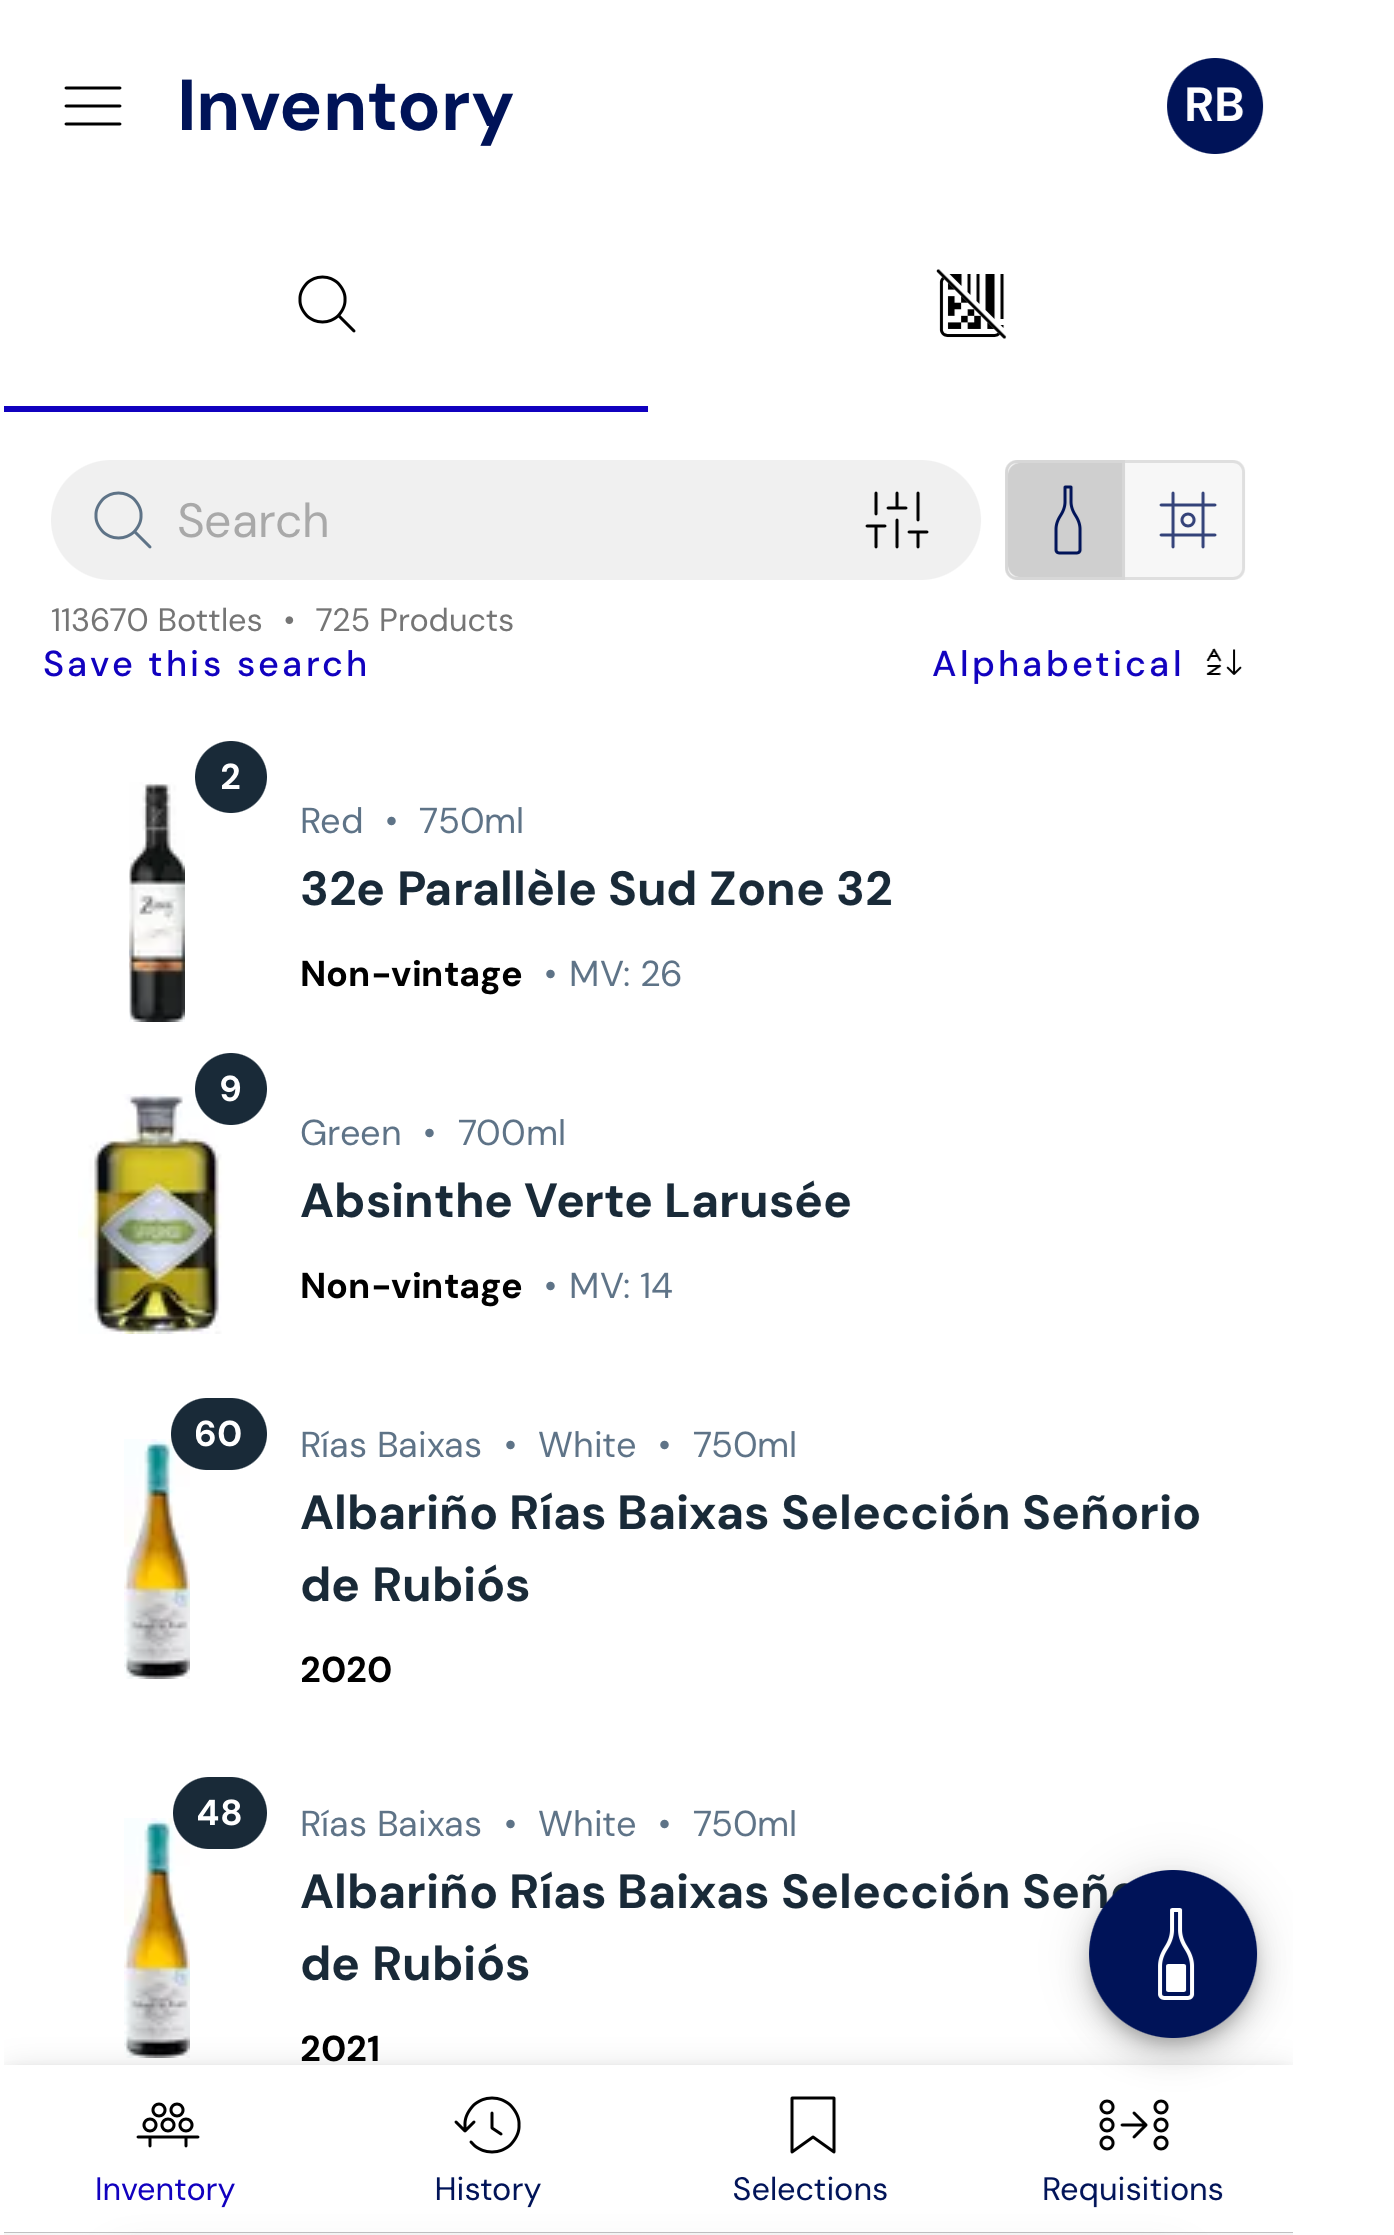 Inventory
RB
Search
113670 Bottles • 725 Products
Save this search
Alphabetical
2
Red • 750ml
32e Parallèle Sud Zone 32
Non-vintage • MV: 26
9
Green • 700ml
Absinthe Verte Larusée
Non-vintage • MV: 14
60
Rías Baixas • White • 750ml
Albariño Rías Baixas Selección Señorio
de Rubiós
2020
48
Rías Baixas • White • 750ml
Albariño Rías Baixas Selección Seño
de Rubiós
2021
Inventory
History
Selections
Requisitions